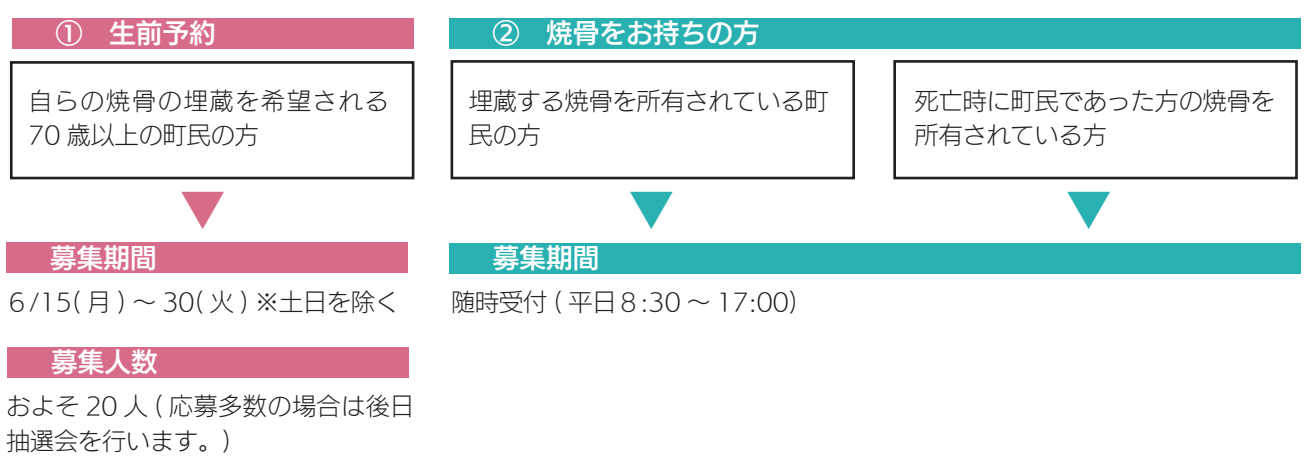 ① 生前予約
自らの焼骨の埋蔵を希望される
70 歳以上の町民の方
募集期間
6/15(月)～30(火)※土日を除く
募集人数
およそ 20 人(応募多数の場合は後日
抽選会を行います。)
② 焼骨をお持ちの方
埋蔵する焼骨を所有されている町
民の方
死亡時に町民であった方の焼骨を
所有されている方
募集期間
随時受付(平日8:30～17:00)